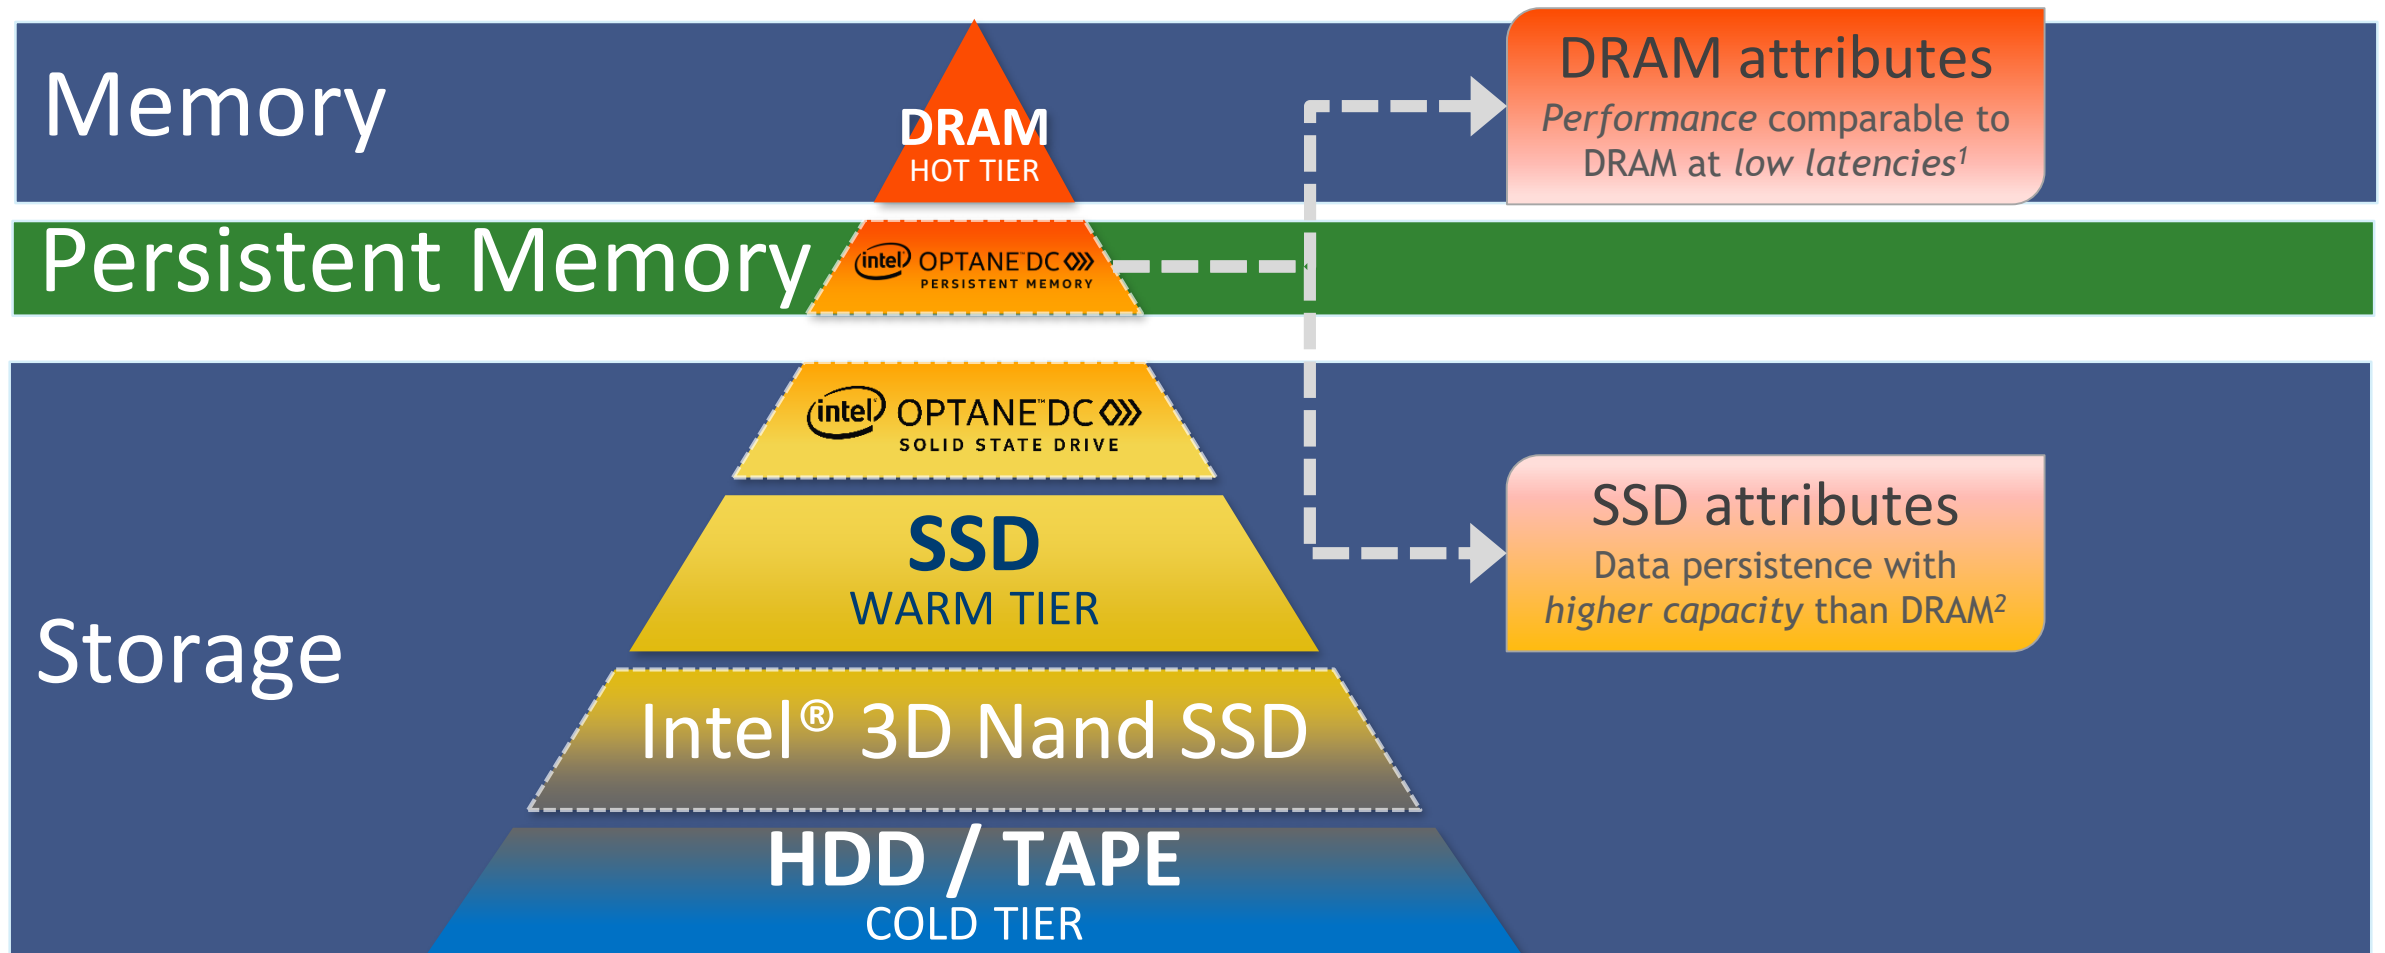 Memory
DRAM
HOT TIER
DRAM attributes
Performance comparable to
DRAM at low latencies¹
Persistent Memory
intel® OPTANE™ DC
PERSISTENT MEMORY
intel® OPTANE™ DC
SOLID STATE DRIVE
SSD attributes
Data persistence with
higher capacity than DRAM²
Storage
SSD
WARM TIER
Intel® 3D Nand SSD
HDD / TAPE
COLD TIER